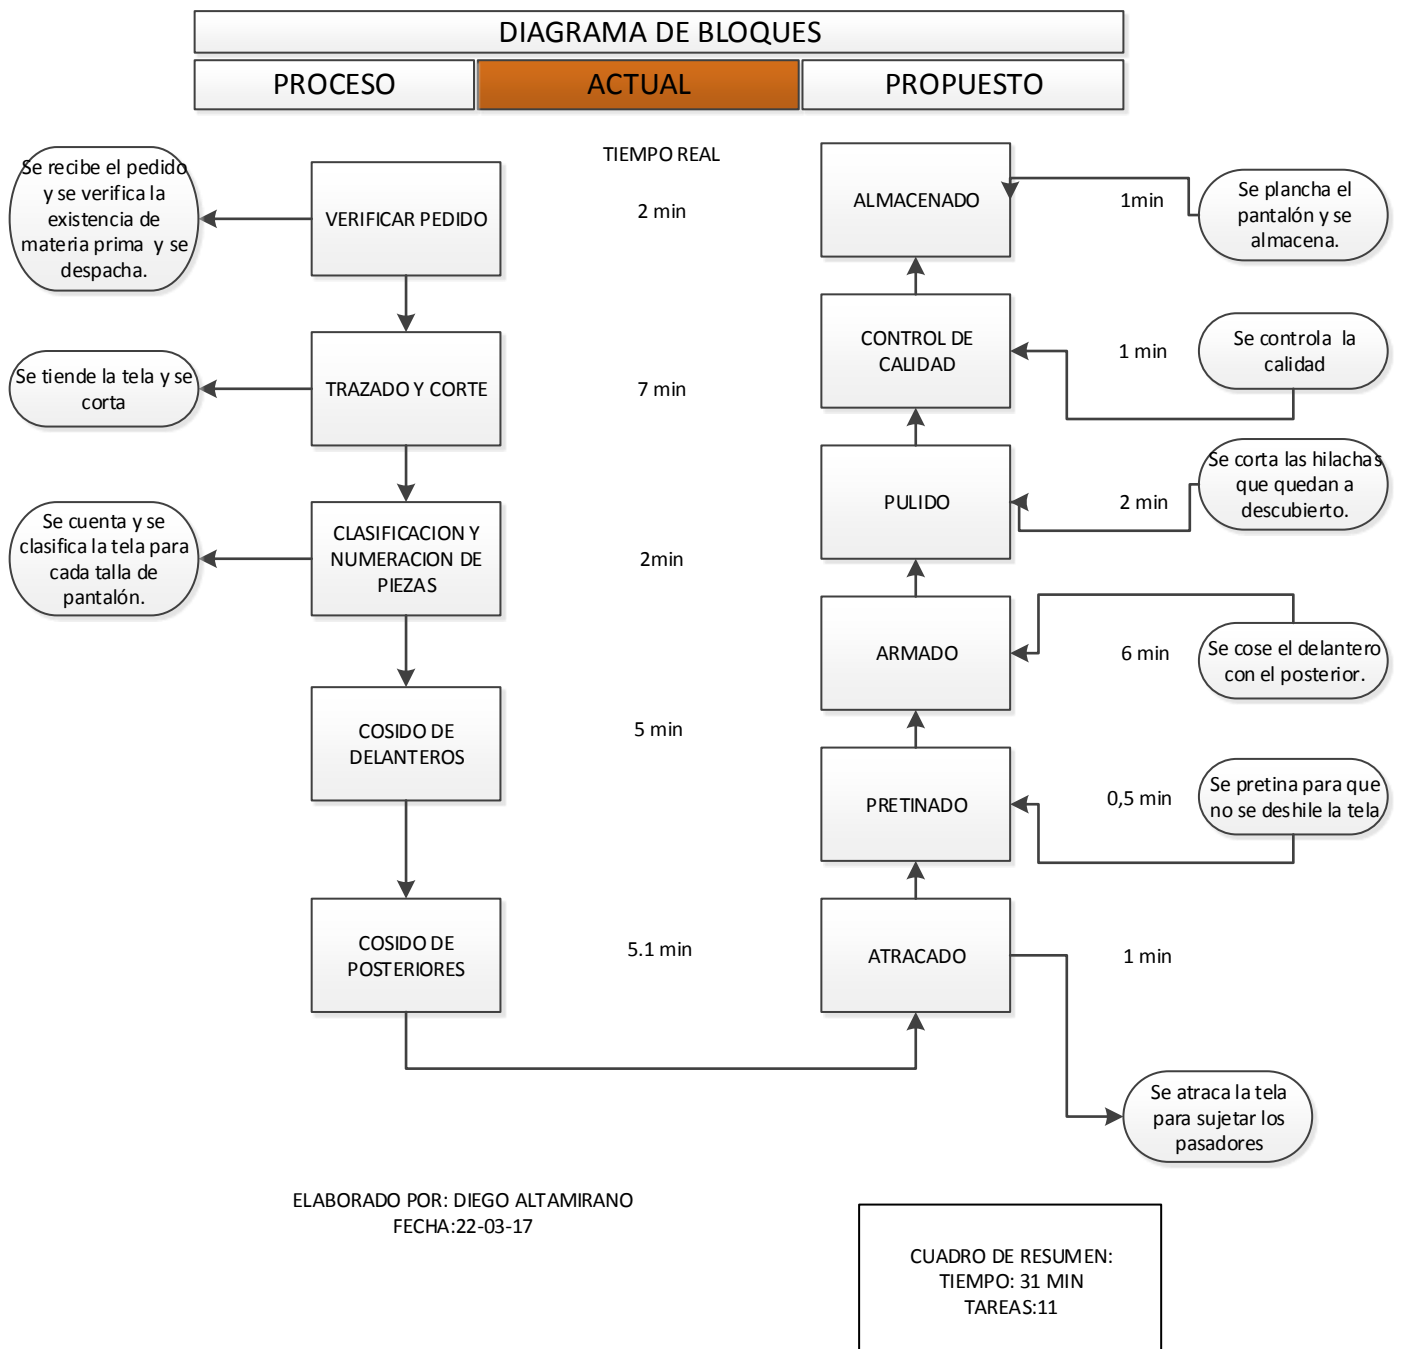 DIAGRAMA DE BLOQUES
PROCESO
ACTUAL
PROPUESTO
TIEMPO REAL
Se recibe el pedido
y se verifica la
existencia de
materia prima y se
despacha.
VERIFICAR PEDIDO
2 min
Se tiende la tela y se
corta
TRAZADO Y CORTE
7 min
Se cuenta y se
clasifica la tela para
cada talla de
pantalón.
CLASIFICACION Y
NUMERACION DE
PIEZAS
2min
COSIDO DE
DELANTEROS
5 min
COSIDO DE
POSTERIORES
5.1 min
ALMACENADO
1min
Se plancha el
pantalón y se
almacena.
CONTROL DE
CALIDAD
1 min
Se controla la
calidad
PULIDO
2 min
Se corta las hilachas
que quedan a
descubierto.
ARMADO
6 min
Se cose el delantero
con el posterior.
PRETINADO
0,5 min
Se pretina para que
no se deshile la tela
ATRACADO
1 min
Se atraca la tela
para sujetar los
pasadores
ELABORADO POR: DIEGO ALTAMIRANO
FECHA:22-03-17
CUADRO DE RESUMEN:
TIEMPO: 31 MIN
TAREAS:11